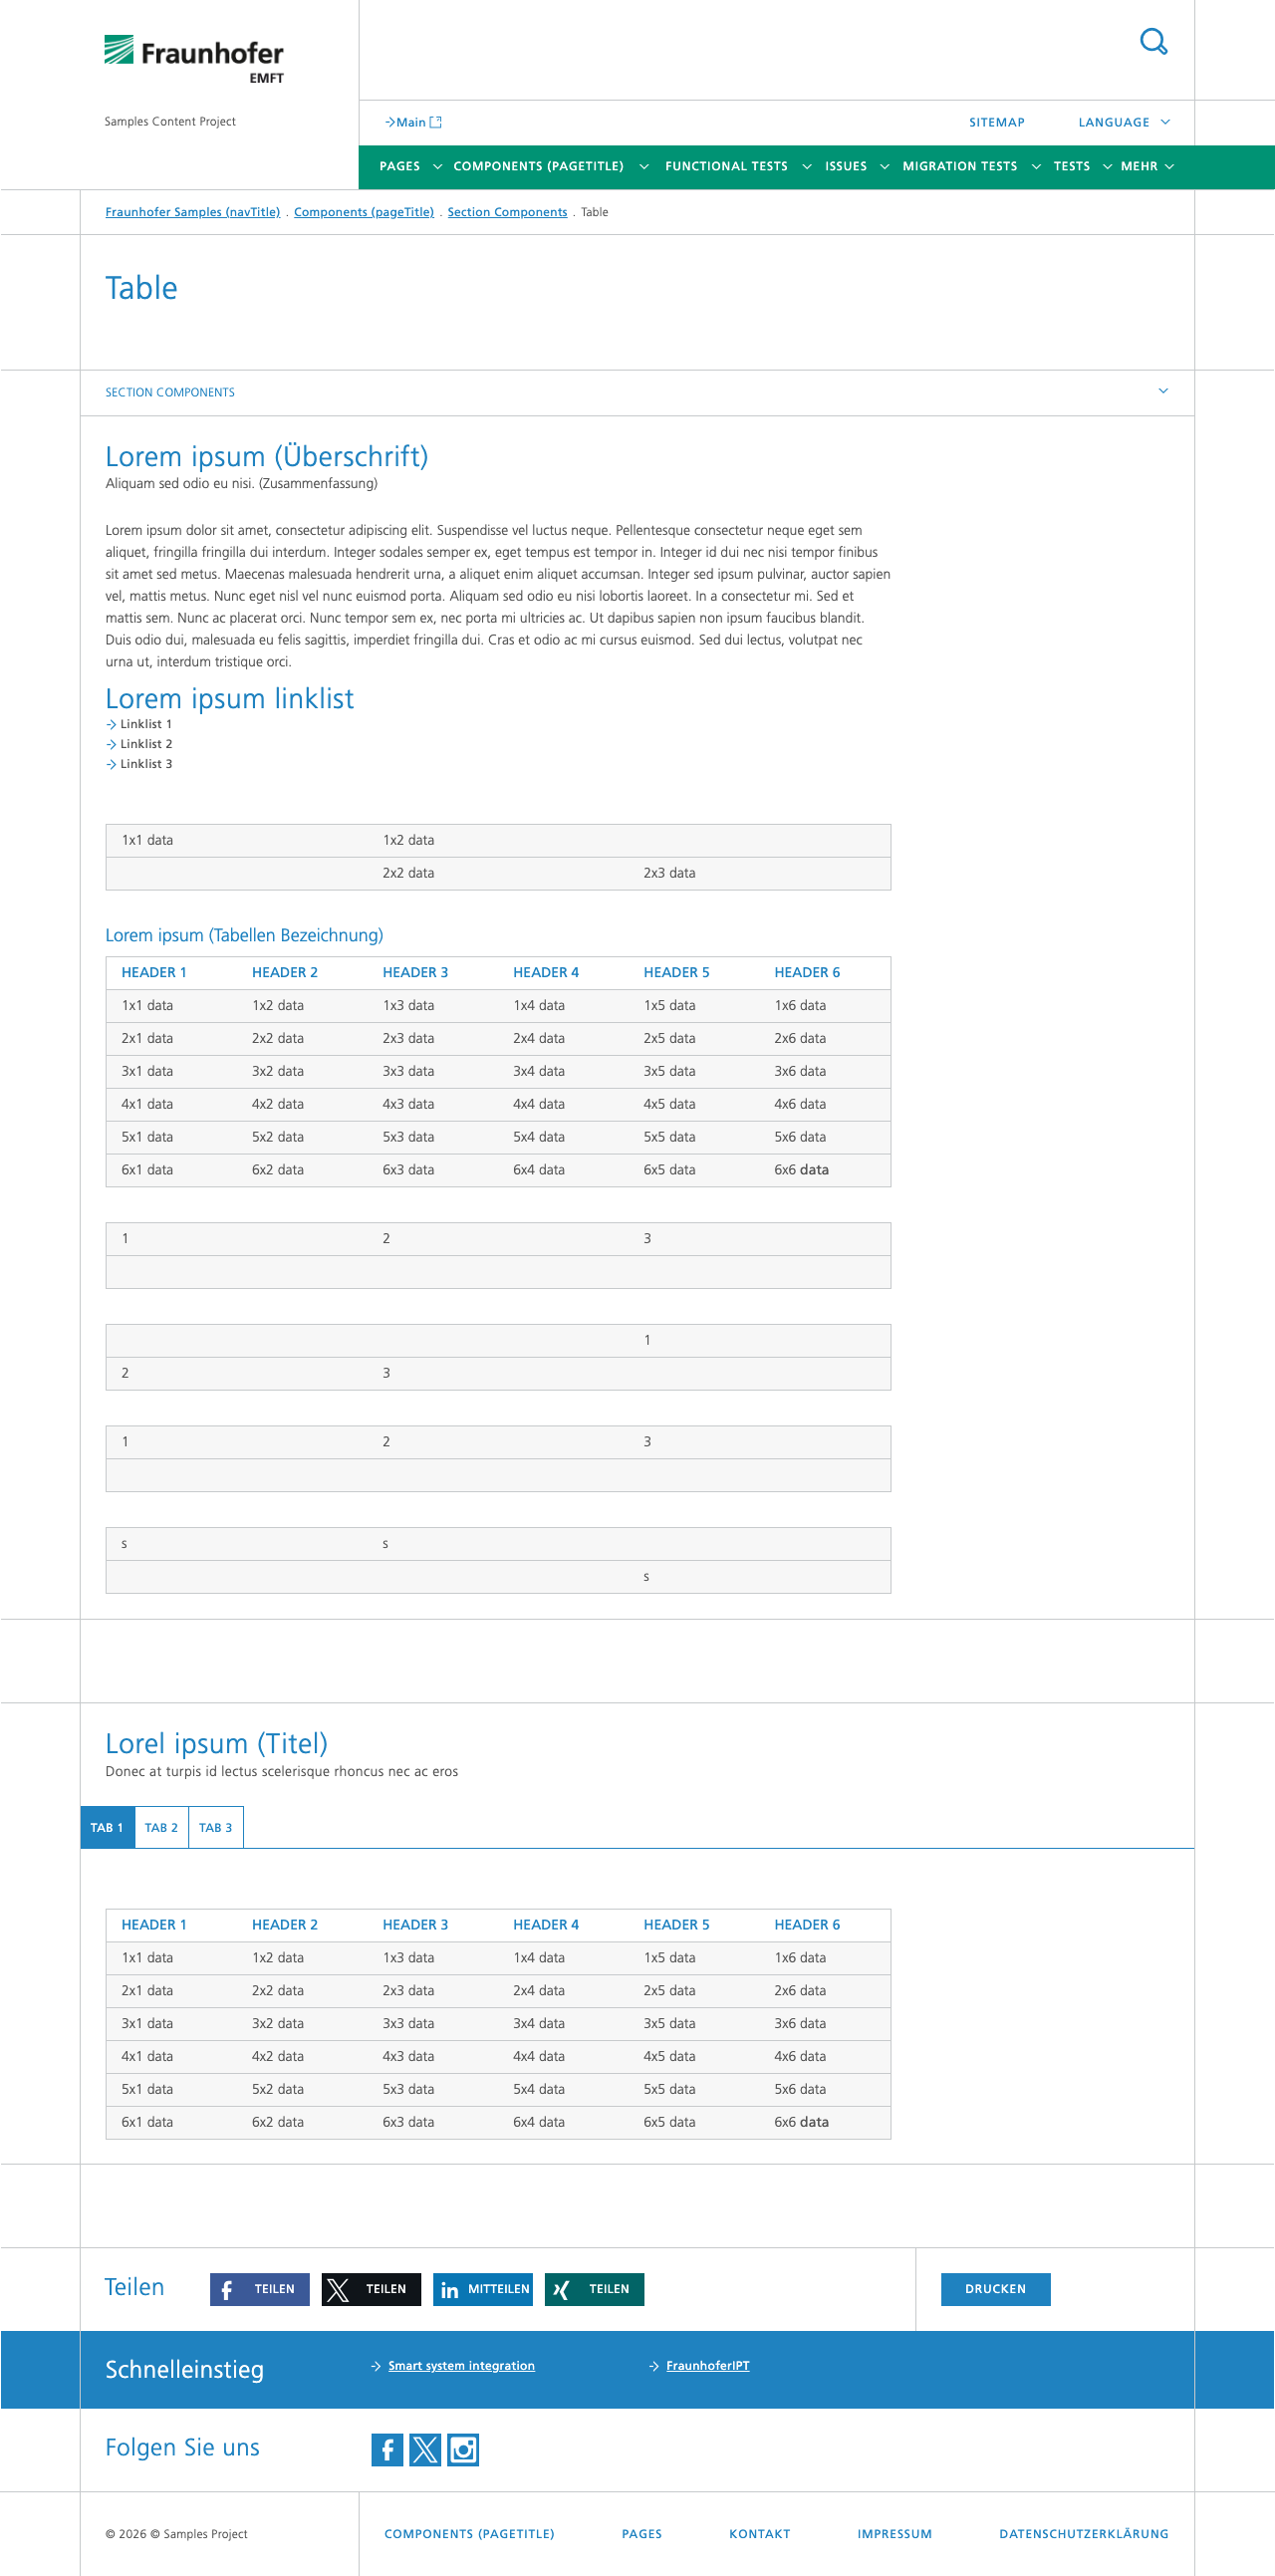 Fraunhofer
EMFT
Samples Content Project
Main
SITEMAP LANGUAGE
PAGES COMPONENTS (PAGETITLE) FUNCTIONAL TESTS ISSUES MIGRATION TESTS TESTS MEHR
Fraunhofer Samples (navTitle) . Components (pageTitle) . Section Components . Table
Table
SECTION COMPONENTS
Lorem ipsum (Überschrift)
Aliquam sed odio eu nisi. (Zusammenfassung)
Lorem ipsum dolor sit amet, consectetur adipiscing elit. Suspendisse vel luctus neque. Pellentesque consectetur neque eget sem
aliquet, fringilla fringilla dui interdum. Integer sodales semper ex, eget tempus est tempor in. Integer id dui nec nisi tempor finibus
sit amet sed metus. Maecenas malesuada hendrerit urna, a aliquet enim aliquet accumsan. Integer sed ipsum pulvinar, auctor sapien
vel, mattis metus. Nunc eget nisl vel nunc euismod porta. Aliquam sed odio eu nisi lobortis laoreet. In a consectetur mi. Sed et
mattis sem. Nunc ac placerat orci. Nunc tempor sem ex, nec porta mi ultricies ac. Ut dapibus sapien non ipsum faucibus blandit.
Duis odio dui, malesuada eu felis sagittis, imperdiet fringilla dui. Cras et odio ac mi cursus euismod. Sed dui lectus, volutpat nec
urna ut, interdum tristique orci.
Lorem ipsum linklist
Linklist 1
Linklist 2
Linklist 3
1x1 data 1x2 data
2x2 data 2x3 data
Lorem ipsum (Tabellen Bezeichnung)
HEADER 1 HEADER 2 HEADER 3 HEADER 4 HEADER 5 HEADER 6
1x1 data 1x2 data 1x3 data 1x4 data 1x5 data 1x6 data
2x1 data 2x2 data 2x3 data 2x4 data 2x5 data 2x6 data
3x1 data 3x2 data 3x3 data 3x4 data 3x5 data 3x6 data
4x1 data 4x2 data 4x3 data 4x4 data 4x5 data 4x6 data
5x1 data 5x2 data 5x3 data 5x4 data 5x5 data 5x6 data
6x1 data 6x2 data 6x3 data 6x4 data 6x5 data 6x6 data
1 2 3
1
2 3
1 2 3
s s
s
Lorel ipsum (Titel)
Donec at turpis id lectus scelerisque rhoncus nec ac eros
TAB 1 TAB 2 TAB 3
HEADER 1 HEADER 2 HEADER 3 HEADER 4 HEADER 5 HEADER 6
1x1 data 1x2 data 1x3 data 1x4 data 1x5 data 1x6 data
2x1 data 2x2 data 2x3 data 2x4 data 2x5 data 2x6 data
3x1 data 3x2 data 3x3 data 3x4 data 3x5 data 3x6 data
4x1 data 4x2 data 4x3 data 4x4 data 4x5 data 4x6 data
5x1 data 5x2 data 5x3 data 5x4 data 5x5 data 5x6 data
6x1 data 6x2 data 6x3 data 6x4 data 6x5 data 6x6 data
Teilen TEILEN TEILEN MITTEILEN TEILEN DRUCKEN
Schnelleinstieg Smart system integration FraunhoferIPT
Folgen Sie uns
© 2026 © Samples Project COMPONENTS (PAGETITLE) PAGES KONTAKT IMPRESSUM DATENSCHUTZERKLÄRUNG